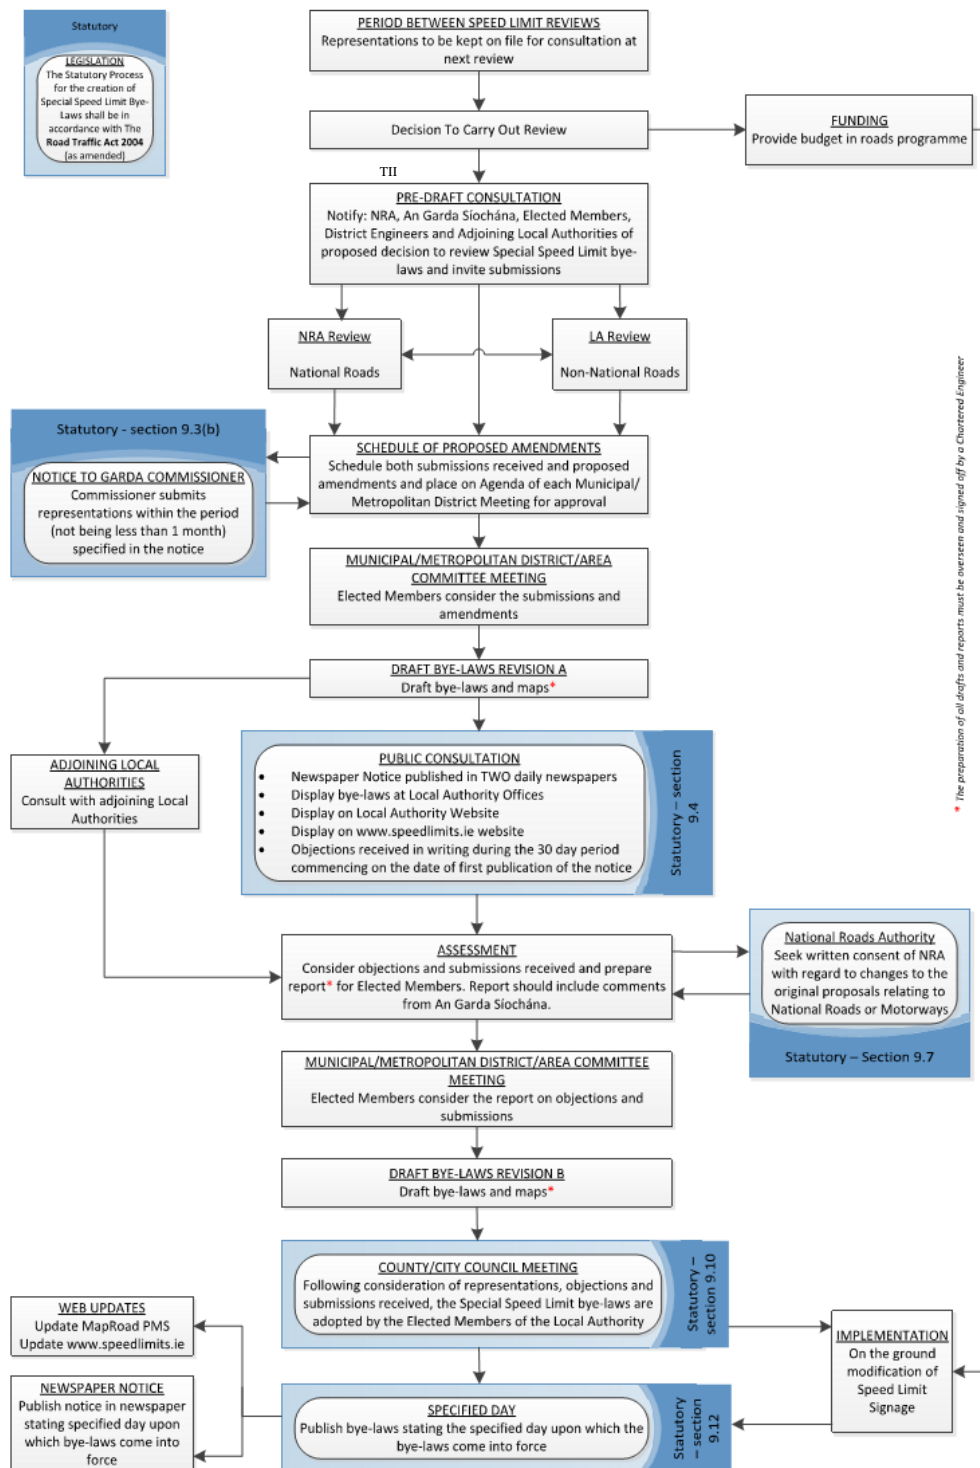 Statutory
LEGISLATION
The Statutory Process
for the creation of
Special Speed Limit Bye-
Laws shall be in
accordance with The
Road Traffic Act 2004
(as amended)
PERIOD BETWEEN SPEED LIMIT REVIEWS
Representations to be kept on file for consultation at
next review
Decision To Carry Out Review
FUNDING
Provide budget in roads programme
TII
PRE-DRAFT CONSULTATION
Notify: NRA, An Garda Síochána, Elected Members,
District Engineers and Adjoining Local Authorities of
proposed decision to review Special Speed Limit bye-
laws and invite submissions
NRA Review
National Roads
LA Review
Non-National Roads
Statutory - section 9.3(b)
NOTICE TO GARDA COMMISSIONER
Commissioner submits
representations within the period
(not being less than 1 month)
specified in the notice
SCHEDULE OF PROPOSED AMENDMENTS
Schedule both submissions received and proposed
amendments and place on Agenda of each Municipal/
Metropolitan District Meeting for approval
MUNICIPAL/METROPOLITAN DISTRICT/AREA
COMMITTEE MEETING
Elected Members consider the submissions and
amendments
* The preparation of all drafts and reports must be overseen and signed off by a Chartered Engineer
DRAFT BYE-LAWS REVISION A
Draft bye-laws and maps*
ADJOINING LOCAL
AUTHORITIES
Consult with adjoining Local
Authorities
PUBLIC CONSULTATION
• Newspaper Notice published in TWO daily newspapers
• Display bye-laws at Local Authority Offices
• Display on Local Authority Website
• Display on www.speedlimits.ie website
• Objections received in writing during the 30 day period
commencing on the date of first publication of the notice
Statutory – section
9.4
ASSESSMENT
Consider objections and submissions received and prepare
report* for Elected Members. Report should include comments
from An Garda Síochána.
National Roads Authority
Seek written consent of NRA
with regard to changes to the
original proposals relating to
National Roads or Motorways
Statutory – Section 9.7
MUNICIPAL/METROPOLITAN DISTRICT/AREA COMMITTEE
MEETING
Elected Members consider the report on objections and
submissions
DRAFT BYE-LAWS REVISION B
Draft bye-laws and maps*
COUNTY/CITY COUNCIL MEETING
Following consideration of representations, objections and
submissions received, the Special Speed Limit bye-laws are
adopted by the Elected Members of the Local Authority
Statutory –
section 9.10
WEB UPDATES
Update MapRoad PMS
Update www.speedlimits.ie
IMPLEMENTATION
On the ground
modification of
Speed Limit
Signage
NEWSPAPER NOTICE
Publish notice in newspaper
stating specified day upon
which bye-laws come into
force
SPECIFIED DAY
Publish bye-laws stating the specified day upon which the
bye-laws come into force
Statutory
– section
9.12